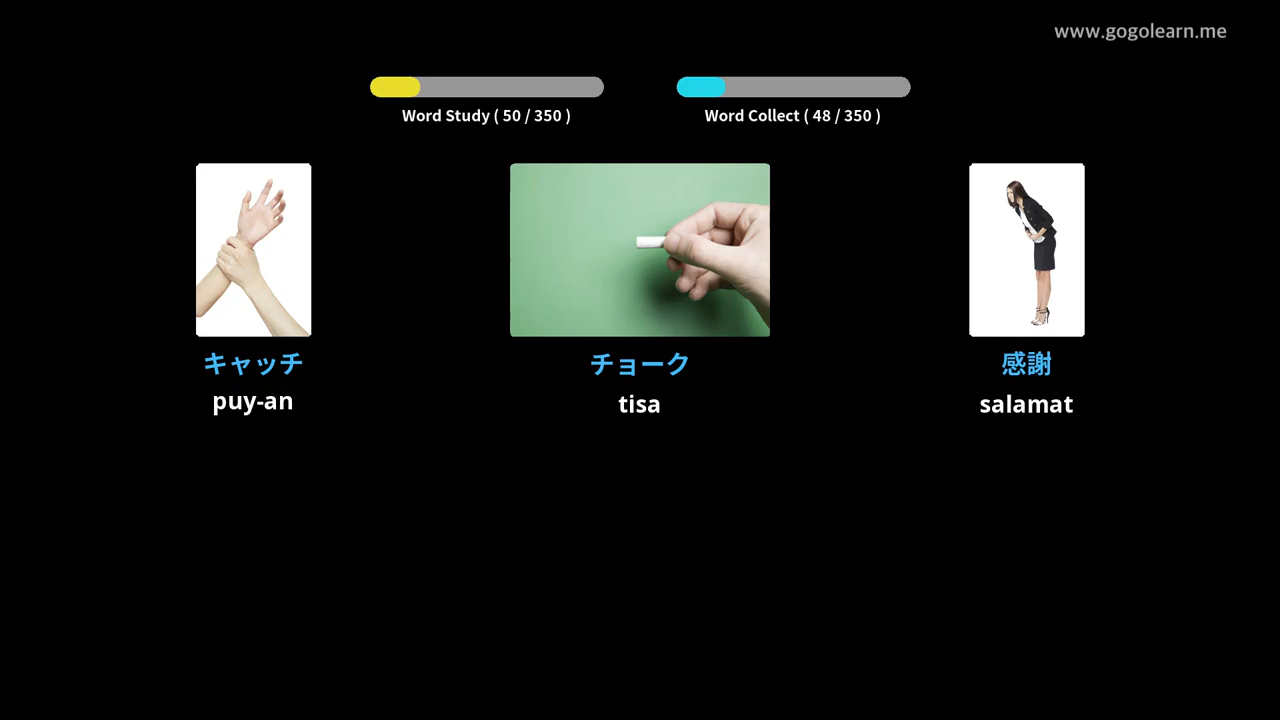 www.gogolearn.me
Word Study ( 50 / 350 )
Word Collect ( 48 / 350 )
キャッチ
puy-an
チョーク
tisa
感謝
salamat